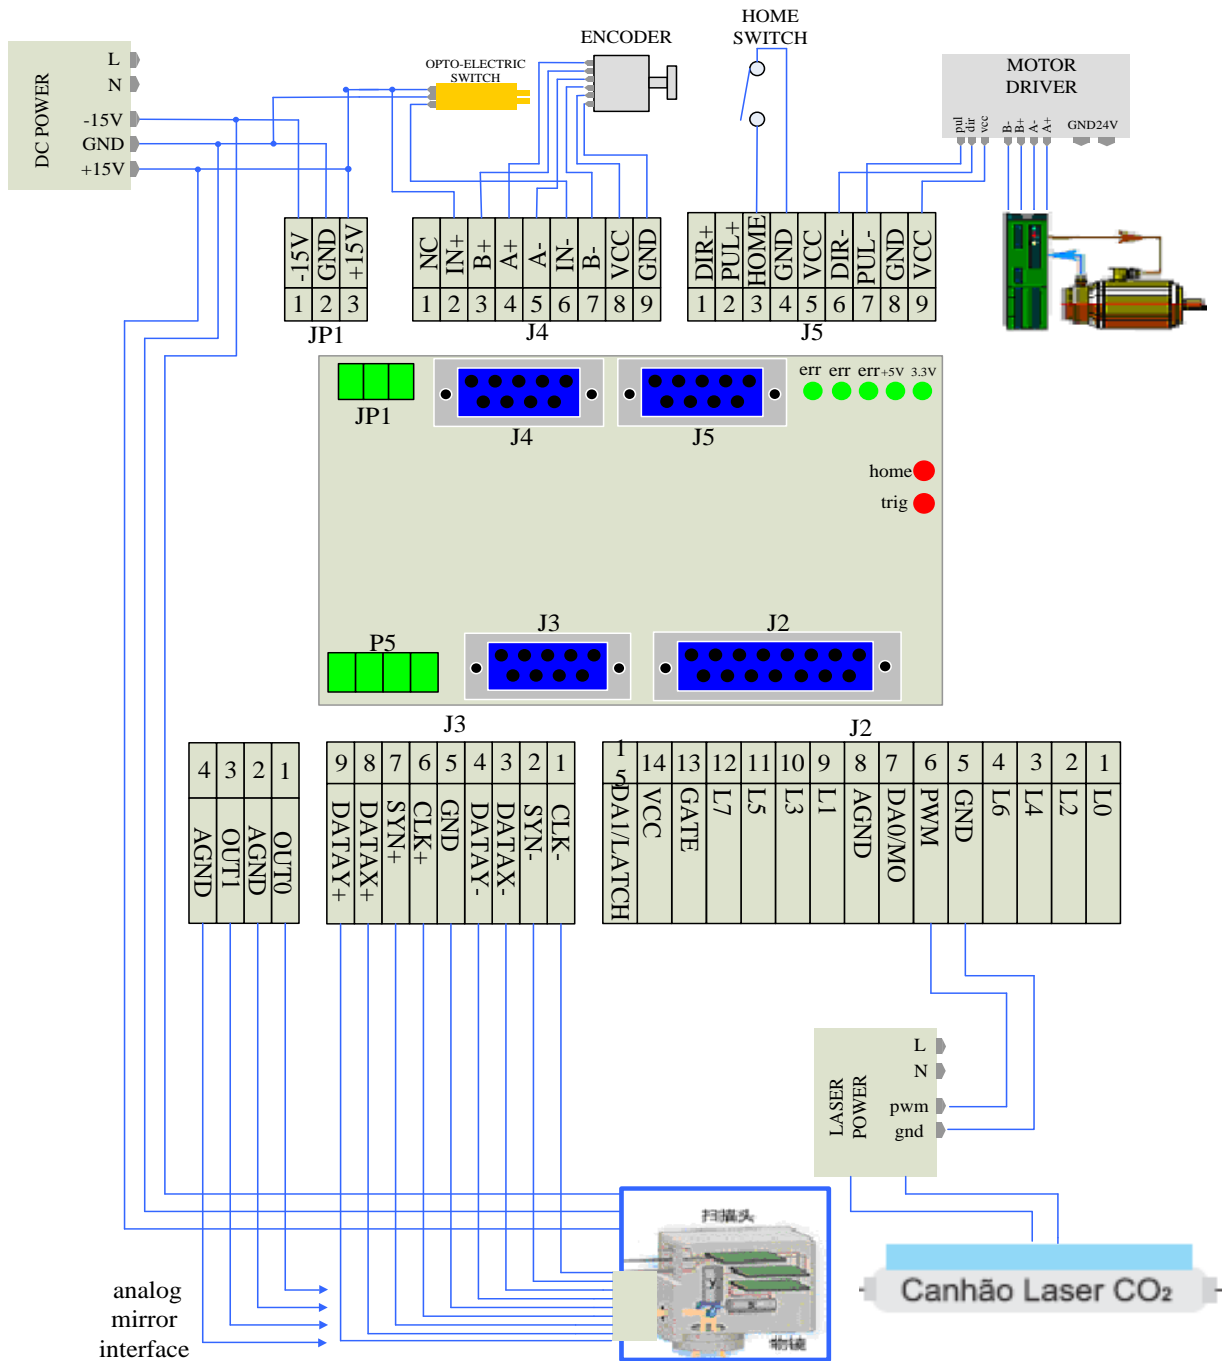 HOME
SWITCH
ENCODER
OPTO-ELECTRIC
SWITCH
DC POWER
L
N
-15V
GND
+15V
MOTOR
DRIVER
pul
dir
vcc
B-
B+
A-
A+
GND24V
-15V
GND
+15V
1 2 3
JP1
NC
IN+
B+
A+
A-
IN-
B-
VCC
GND
1 2 3 4 5 6 7 8 9
J4
DIR+
PUL+
HOME
GND
VCC
DIR-
PUL-
GND
VCC
1 2 3 4 5 6 7 8 9
J5
JP1
J4
J5
err err err +5V 3.3V
home
trig
P5
J3
J2
J3
J2
4 3 2 1
AGND
OUT1
AGND
OUT0
9 8 7 6 5 4 3 2 1
DATAY+
DATAX+
SYN+
CLK+
GND
DATAY-
DATAX-
SYN-
CLK-
15 14 13 12 11 10 9 8 7 6 5 4 3 2 1
DA1/LATCH
VCC
GATE
L7
L5
L3
L1
AGND
DA0/MO
PWM
GND
L6
L4
L2
L0
LASER
POWER
L
N
pwm
gnd
扫描头
Y
X
物镜
analog
mirror
interface
Canhão Laser CO₂